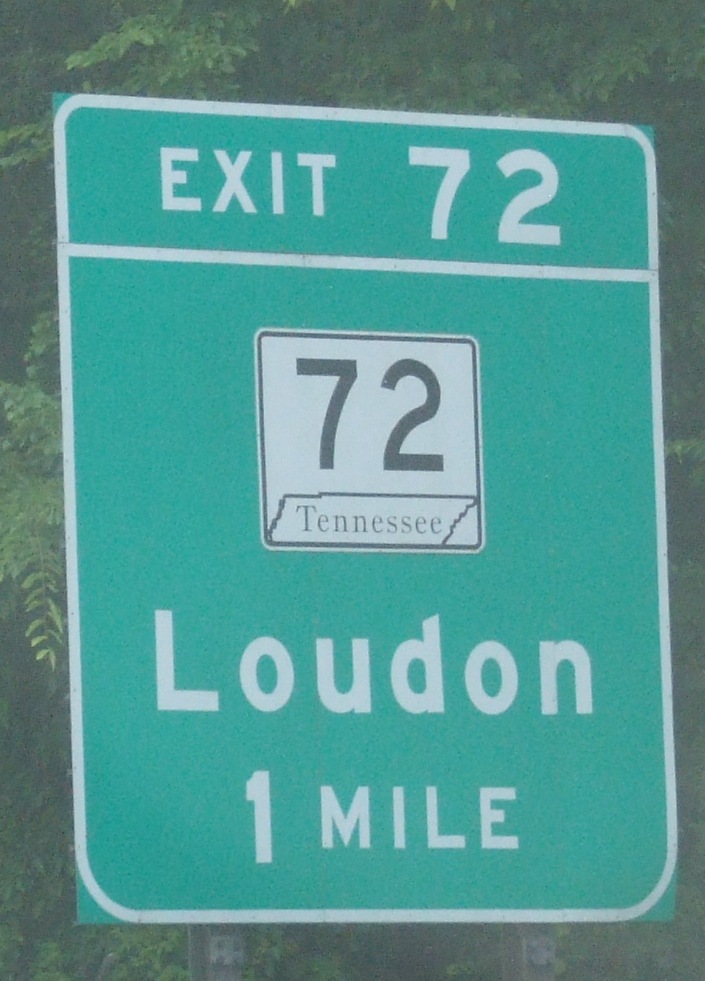 EXIT 72
72
Tennessee
Loudon
1 MILE